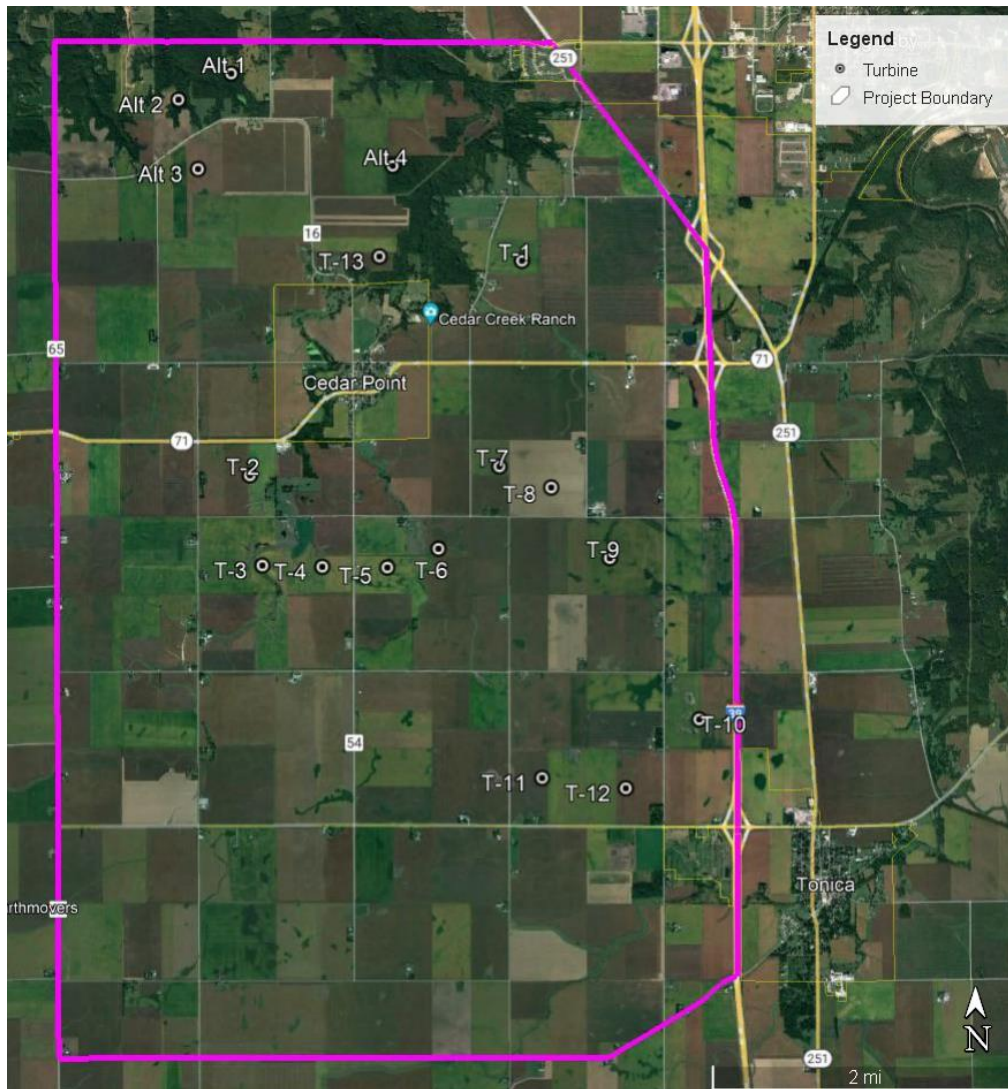 Legend
Turbine
Project Boundary
251
Alt 1
Alt 2
Alt 3
Alt 4
16
T-13
T-1
Cedar Creek Ranch
65
71
Cedar Point
251
71
T-2
T-7
T-8
T-3
T-4
T-5
T-6
T-9
39
T-10
54
T-11
T-12
Tonica
arthmovers
N
251
2 mi